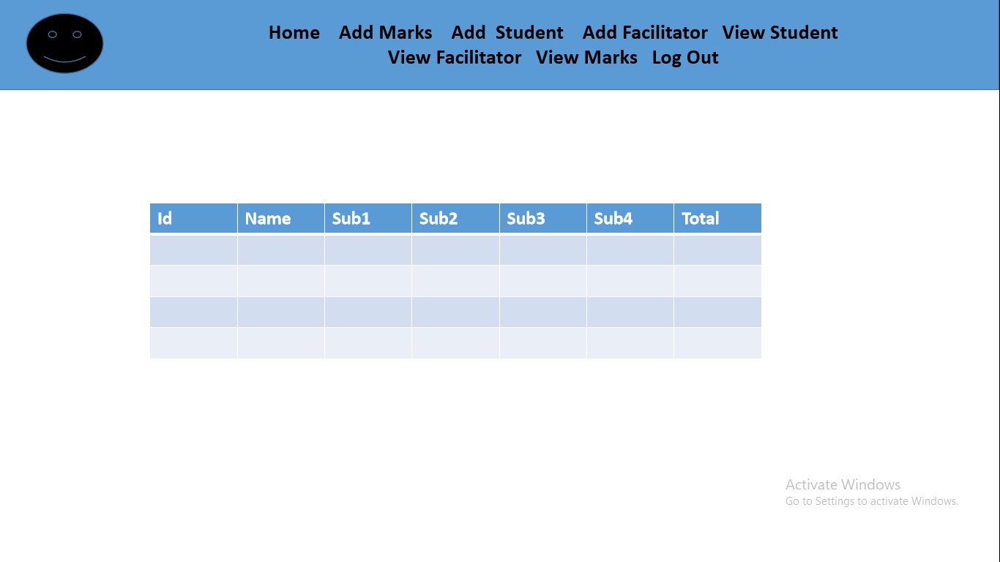 Home Add Marks Add Student Add Facilitator View Student
View Facilitator View Marks Log Out
Id Name Sub1 Sub2 Sub3 Sub4 Total
Activate Windows
Go to Settings to activate Windows.